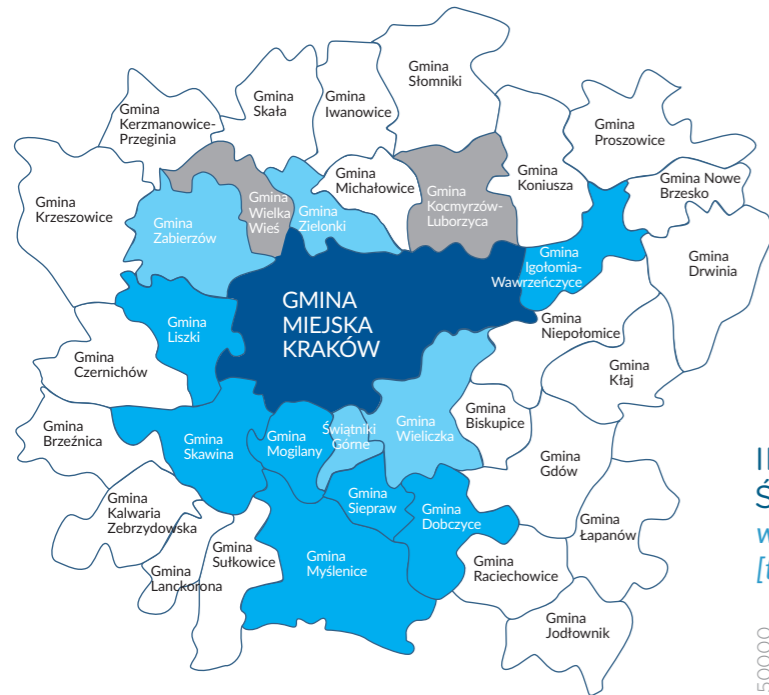 Gmina
Słomniki
Gmina
Skała
Gmina
Iwanowice
Gmina
Kerzmanowice-
Przeginia
Gmina
Proszowice
Gmina
Krzeszowice
Gmina
Michałowice
Gmina
Koniusza
Gmina Nowe
Brzesko
Gmina
Wielka
Wieś
Gmina
Kocmyrzów-
Luborzyca
Gmina
Zielonki
Gmina
Zabierzów
Gmina
Igołomia-
Wawrzeńczyce
Gmina
Drwinia
GMINA
MIEJSKA
KRAKÓW
Gmina
Niepołomice
Gmina
Liszki
Gmina
Czernichów
Gmina
Kłaj
Gmina
Biskupice
Gmina
Brzeźnica
Gmina
Skawina
Gmina
Mogilany
Świątniki
Górne
Gmina
Wieliczka
Gmina
Gdów
Gmina
Siepraw
Gmina
Dobczyce
Gmina
Kalwaria
Zebrzydowska
Gmina
Łapanów
Gmina
Sułkowice
Gmina
Myślenice
Gmina
Raciechowice
Gmina
Lanckorona
Gmina
Jodłownik
50000